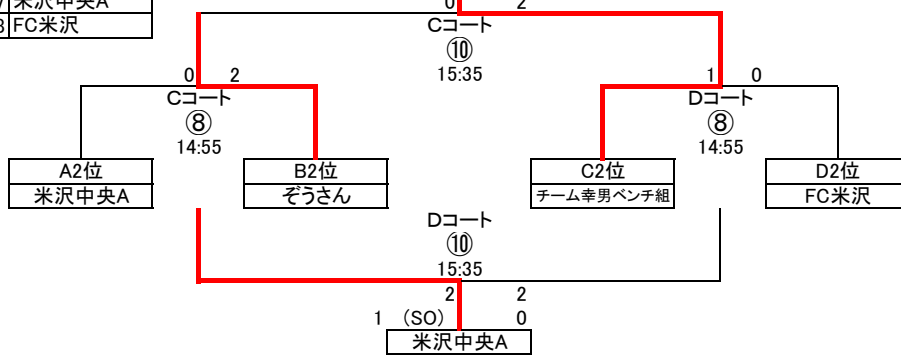 米沢中央A
8 FC米沢
0 2
Cコート
⑩
15:35
0 2
Cコート
⑧
14:55
1 0
Dコート
⑧
14:55
A2位
米沢中央A
B2位
ぞうさん
C2位
チーム幸男ベンチ組
D2位
FC米沢
Dコート
⑩
15:35
2 2
1 (SO) 0
米沢中央A